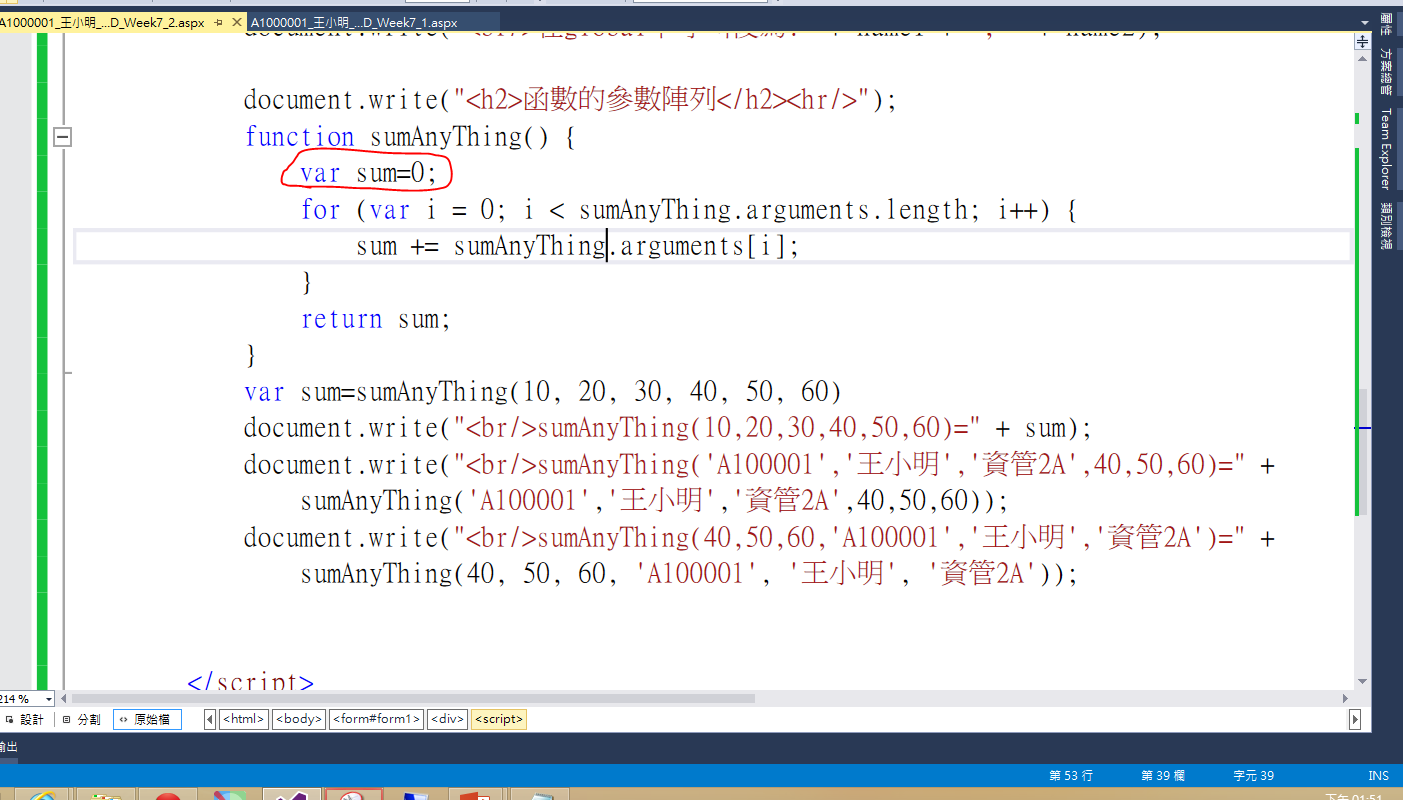 A1000001_王小明_...D_Week7_2.aspx
A1000001_王小明_...D_Week7_1.aspx
document.write("<h2>函數的參數陣列</h2><hr/>");
function sumAnyThing() {
var sum=0;
for (var i = 0; i < sumAnyThing.arguments.length; i++) {
sum += sumAnyThing.arguments[i];
}
return sum;
}
var sum=sumAnyThing(10, 20, 30, 40, 50, 60)
document.write("<br/>sumAnyThing(10,20,30,40,50,60)=" + sum);
document.write("<br/>sumAnyThing('A100001','王小明','資管2A',40,50,60)=" +
sumAnyThing('A100001','王小明','資管2A',40,50,60));
document.write("<br/>sumAnyThing(40,50,60,'A100001','王小明','資管2A')=" +
sumAnyThing(40, 50, 60, 'A100001', '王小明', '資管2A'));
</script>
屬性
方案總管
Team Explorer
類別檢視
214 %
設計
分割
原始檔
<html>
<body>
<form#form1>
<div>
<script>
輸出
第 53 行
第 39 欄
字元 39
INS
下午 01:51